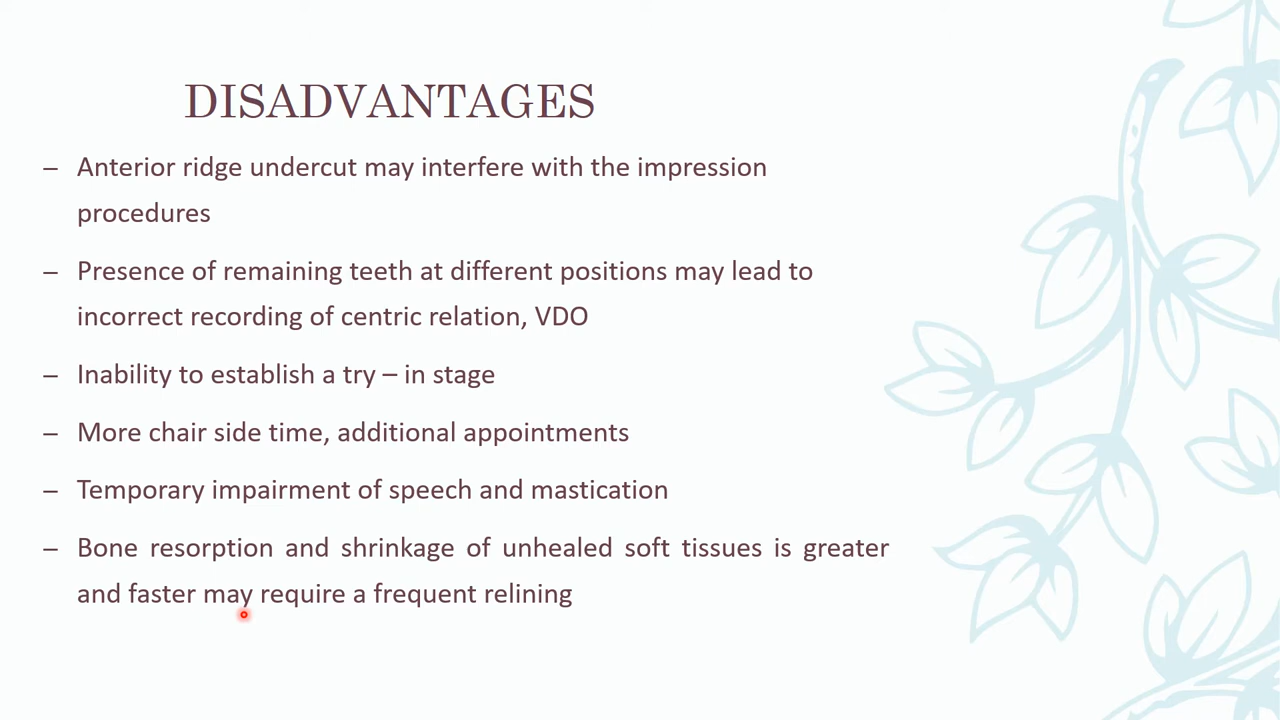 DISADVANTAGES
– Anterior ridge undercut may interfere with the impression
procedures
– Presence of remaining teeth at different positions may lead to
incorrect recording of centric relation, VDO
– Inability to establish a try – in stage
– More chair side time, additional appointments
– Temporary impairment of speech and mastication
– Bone resorption and shrinkage of unhealed soft tissues is greater
and faster may require a frequent relining